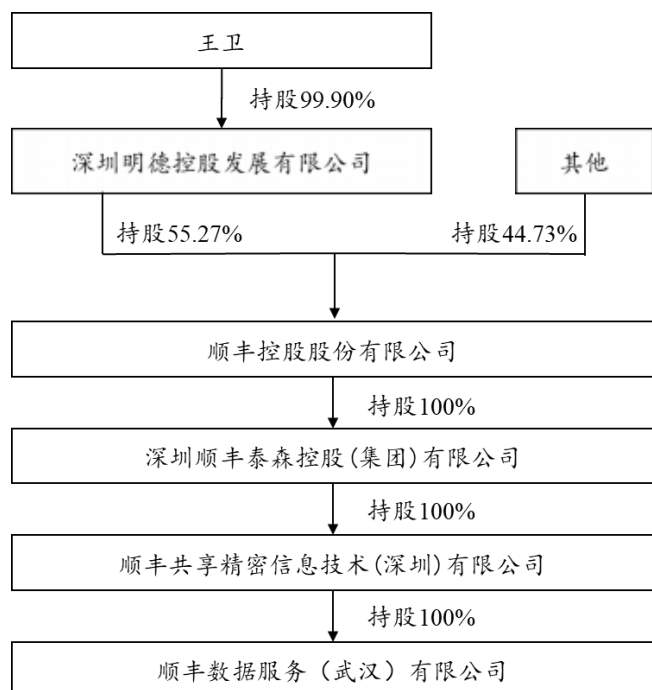 王卫
持股99.90%
深圳明德控股发展有限公司
其他
持股55.27%
持股44.73%
顺丰控股股份有限公司
持股100%
深圳顺丰泰森控股(集团)有限公司
持股100%
顺丰共享精密信息技术(深圳)有限公司
持股100%
顺丰数据服务（武汉）有限公司